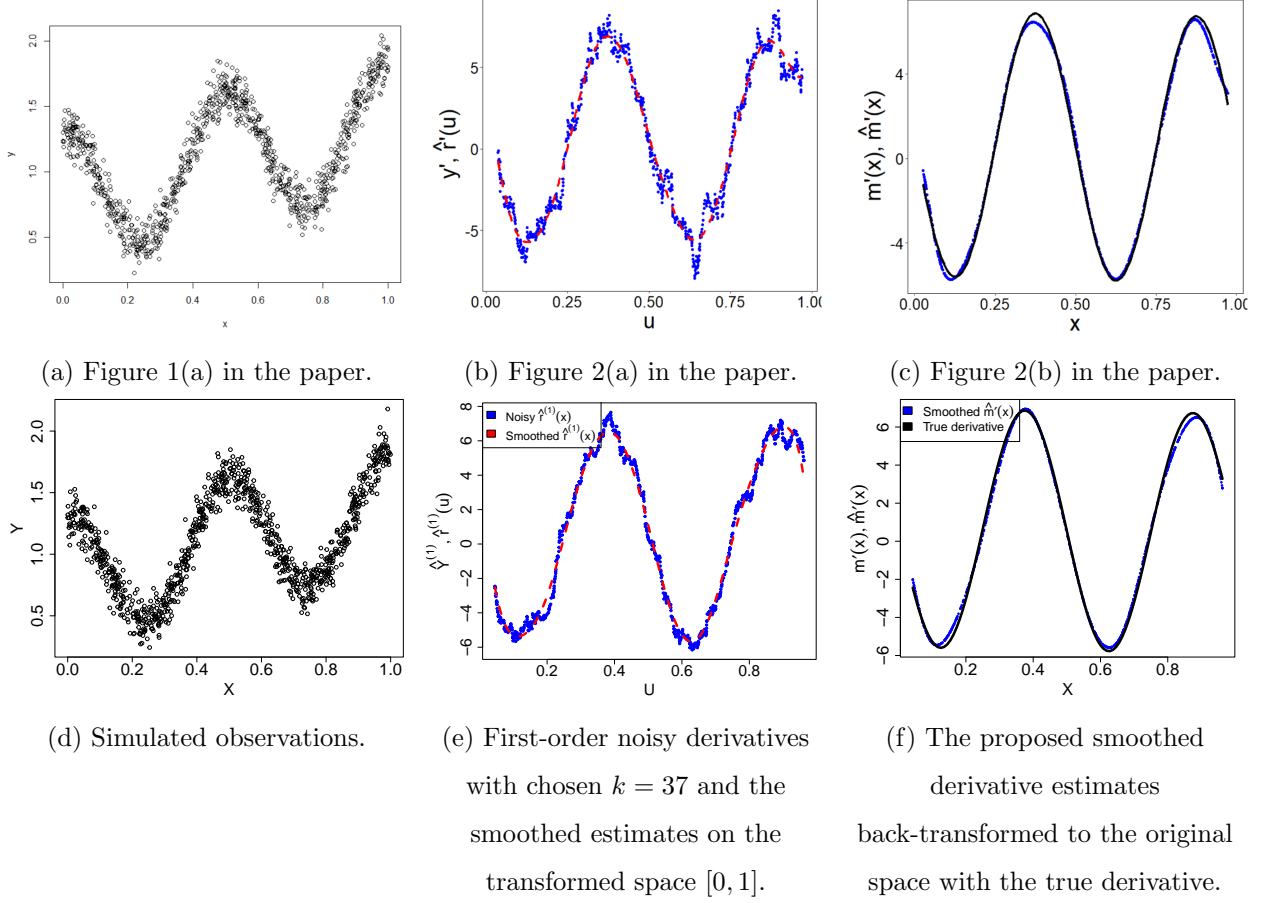 2.0
1.5
1.0
0.5
y
0.0 0.2 0.4 0.6 0.8 1.0
x
5
0
-5
y', r̂'(u)
0.00 0.25 0.50 0.75 1.0
u
4
0
-4
m'(x), m̂'(x)
0.00 0.25 0.50 0.75 1.00
x
(a) Figure 1(a) in the paper.
(b) Figure 2(a) in the paper.
(c) Figure 2(b) in the paper.
2.0
1.5
1.0
0.5
Y
0.0 0.2 0.4 0.6 0.8 1.0
X
Noisy r̂⁽¹⁾(x)
Smoothed r̂⁽¹⁾(x)
8
6
4
2
0
-2
-4
-6
Ŷ⁽¹⁾, r̂⁽¹⁾(u)
0.2 0.4 0.6 0.8
U
Smoothed m̂'(x)
True derivative
6
4
2
0
-2
-4
-6
m'(x), m̂'(x)
0.2 0.4 0.6 0.8
X
(d) Simulated observations.
(e) First-order noisy derivatives
with chosen k = 37 and the
smoothed estimates on the
transformed space [0, 1].
(f) The proposed smoothed
derivative estimates
back-transformed to the original
space with the true derivative.